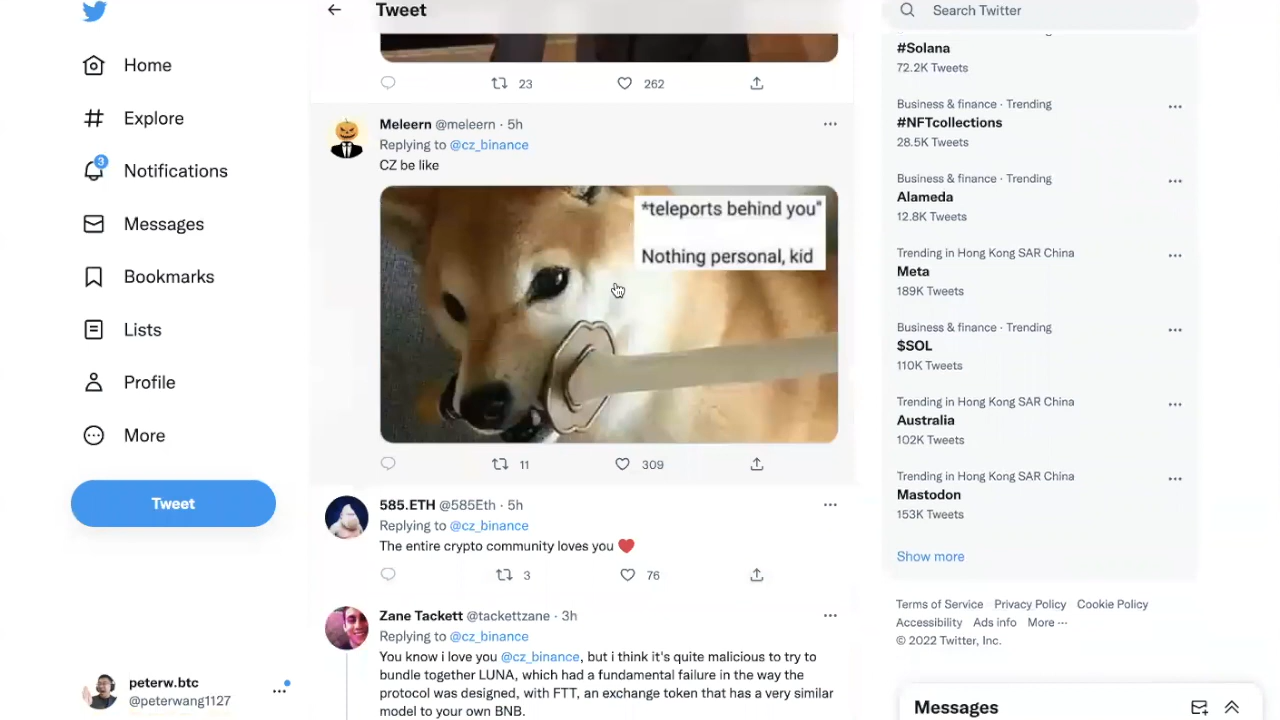 Tweet
Search Twitter
Home
Explore
3
Notifications
Messages
Bookmarks
Lists
Profile
More
Tweet
peterw.btc
@peterwang1127
23
262
Meleern @meleern · 5h
Replying to @cz_binance
CZ be like
*teleports behind you"
Nothing personal, kid
11
309
585.ETH @585Eth · 5h
Replying to @cz_binance
The entire crypto community loves you ❤
3
76
Zane Tackett @tackettzane · 3h
Replying to @cz_binance
You know i love you @cz_binance, but i think it's quite malicious to try to
bundle together LUNA, which had a fundamental failure in the way the
protocol was designed, with FTT, an exchange token that has a very similar
model to your own BNB.
#Solana
72.2K Tweets
Business & finance · Trending
#NFTcollections
28.5K Tweets
Business & finance · Trending
Alameda
12.8K Tweets
Trending in Hong Kong SAR China
Meta
189K Tweets
Business & finance · Trending
$SOL
110K Tweets
Trending in Hong Kong SAR China
Australia
102K Tweets
Trending in Hong Kong SAR China
Mastodon
153K Tweets
Show more
Terms of Service Privacy Policy Cookie Policy
Accessibility Ads info More ···
© 2022 Twitter, Inc.
Messages